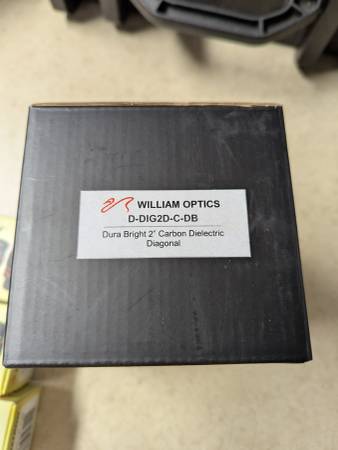 WILLIAM OPTICS
D-DIG2D-C-DB
Dura Bright 2" Carbon Dielectric
Diagonal